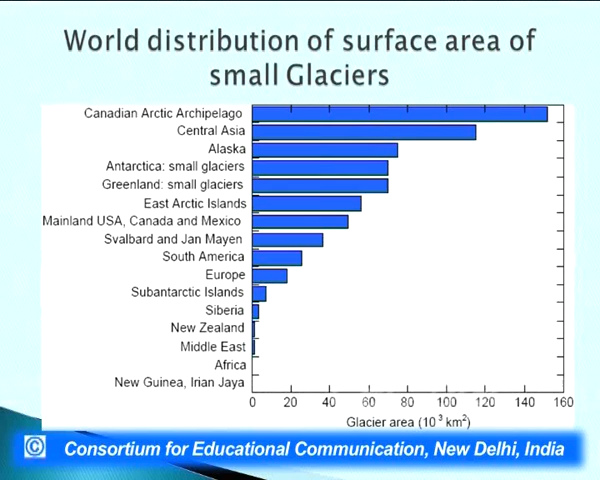 World distribution of surface area of
small Glaciers
Canadian Arctic Archipelago
Central Asia
Alaska
Antarctica: small glaciers
Greenland: small glaciers
East Arctic Islands
Mainland USA, Canada and Mexico
Svalbard and Jan Mayen
South America
Europe
Subantarctic Islands
Siberia
New Zealand
Middle East
Africa
New Guinea, Irian Jaya
0 20 40 60 80 100 120 140 160
Glacier area (10³ km²)
© Consortium for Educational Communication, New Delhi, India